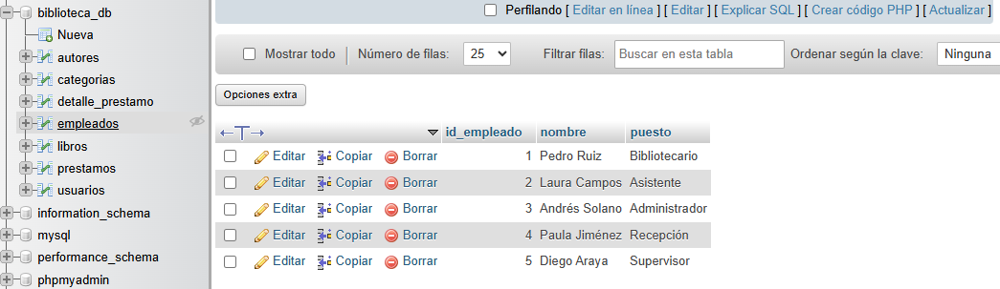 biblioteca_db
Nueva
autores
categorias
detalle_prestamo
empleados
libros
prestamos
usuarios
information_schema
mysql
performance_schema
phpmyadmin
Perfilando [ Editar en línea ] [ Editar ] [ Explicar SQL ] [ Crear código PHP ] [ Actualizar ]
Mostrar todo Número de filas: 25 Filtrar filas: Buscar en esta tabla Ordenar según la clave: Ninguna
Opciones extra
←T→ id_empleado nombre puesto
Editar Copiar Borrar 1 Pedro Ruiz Bibliotecario
Editar Copiar Borrar 2 Laura Campos Asistente
Editar Copiar Borrar 3 Andrés Solano Administrador
Editar Copiar Borrar 4 Paula Jiménez Recepción
Editar Copiar Borrar 5 Diego Araya Supervisor